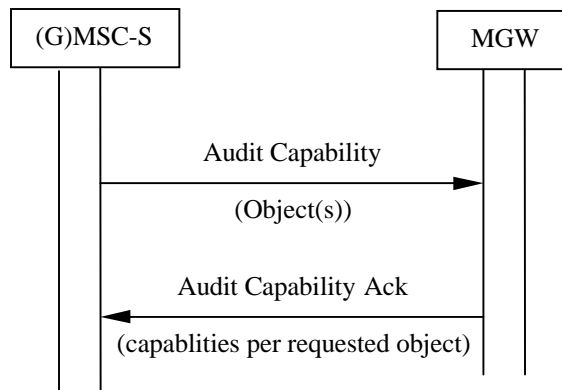 (G)MSC-S
MGW
Audit Capability
(Object(s))
Audit Capability Ack
(capablities per requested object)